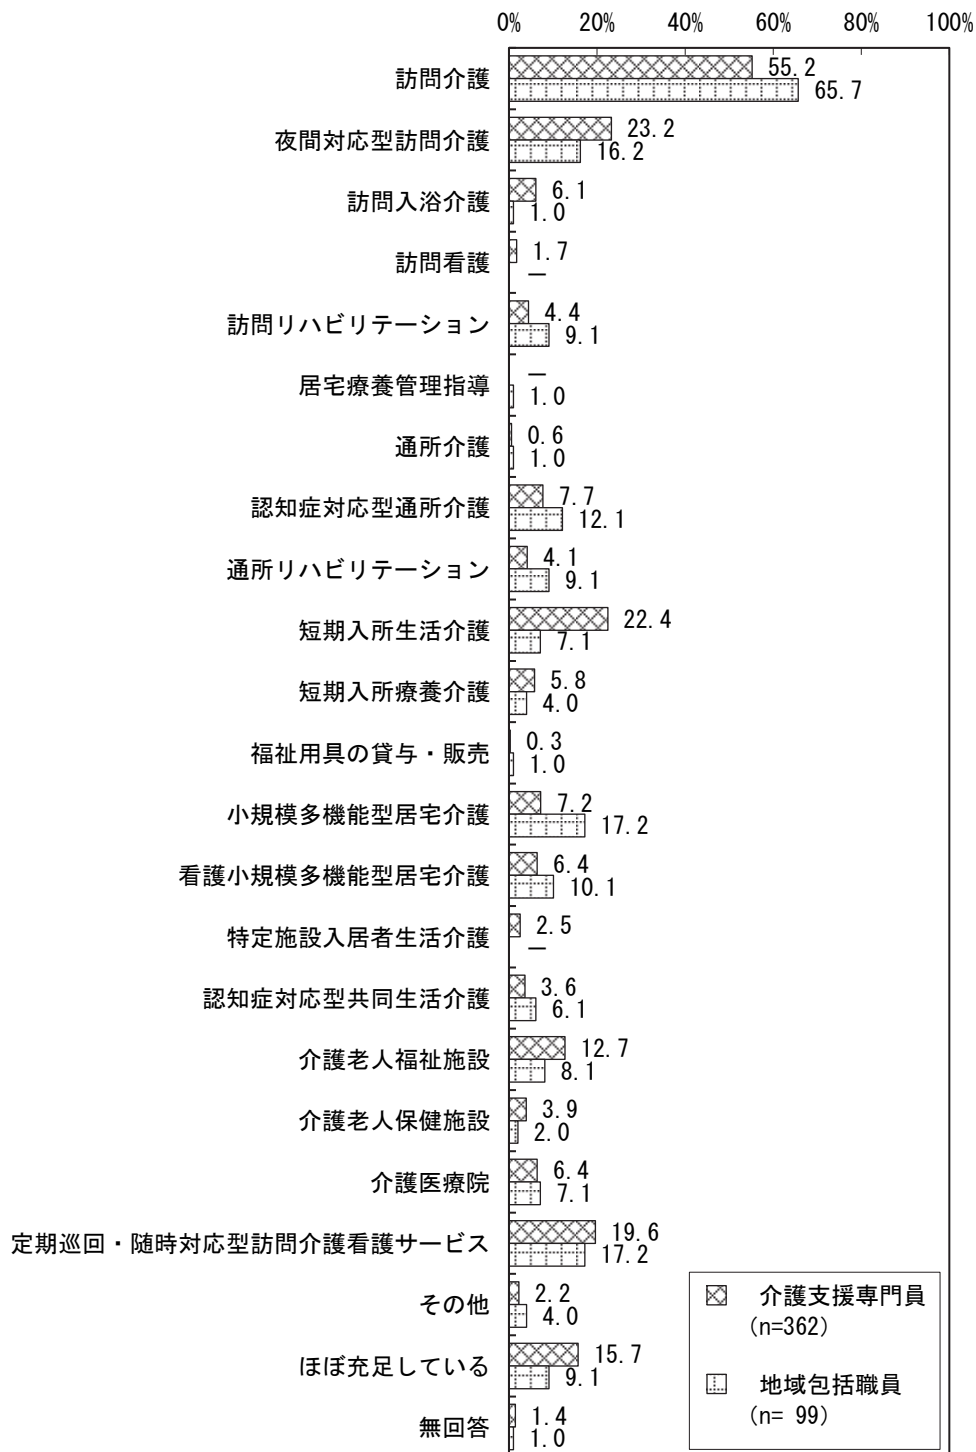 0% 20% 40% 60% 80% 100%
訪問介護 55.2
65.7
夜間対応型訪問介護 23.2
16.2
訪問入浴介護 6.1
1.0
訪問看護 1.7
－
訪問リハビリテーション 4.4
9.1
居宅療養管理指導 －
1.0
通所介護 0.6
1.0
認知症対応型通所介護 7.7
12.1
通所リハビリテーション 4.1
9.1
短期入所生活介護 22.4
7.1
短期入所療養介護 5.8
4.0
福祉用具の貸与・販売 0.3
1.0
小規模多機能型居宅介護 7.2
17.2
看護小規模多機能型居宅介護 6.4
10.1
特定施設入居者生活介護 2.5
－
認知症対応型共同生活介護 3.6
6.1
介護老人福祉施設 12.7
8.1
介護老人保健施設 3.9
2.0
介護医療院 6.4
7.1
定期巡回・随時対応型訪問介護看護サービス 19.6
17.2
その他 2.2
4.0
ほぼ充足している 15.7
9.1
無回答 1.4
1.0
介護支援専門員
(n=362)
地域包括職員
(n= 99)